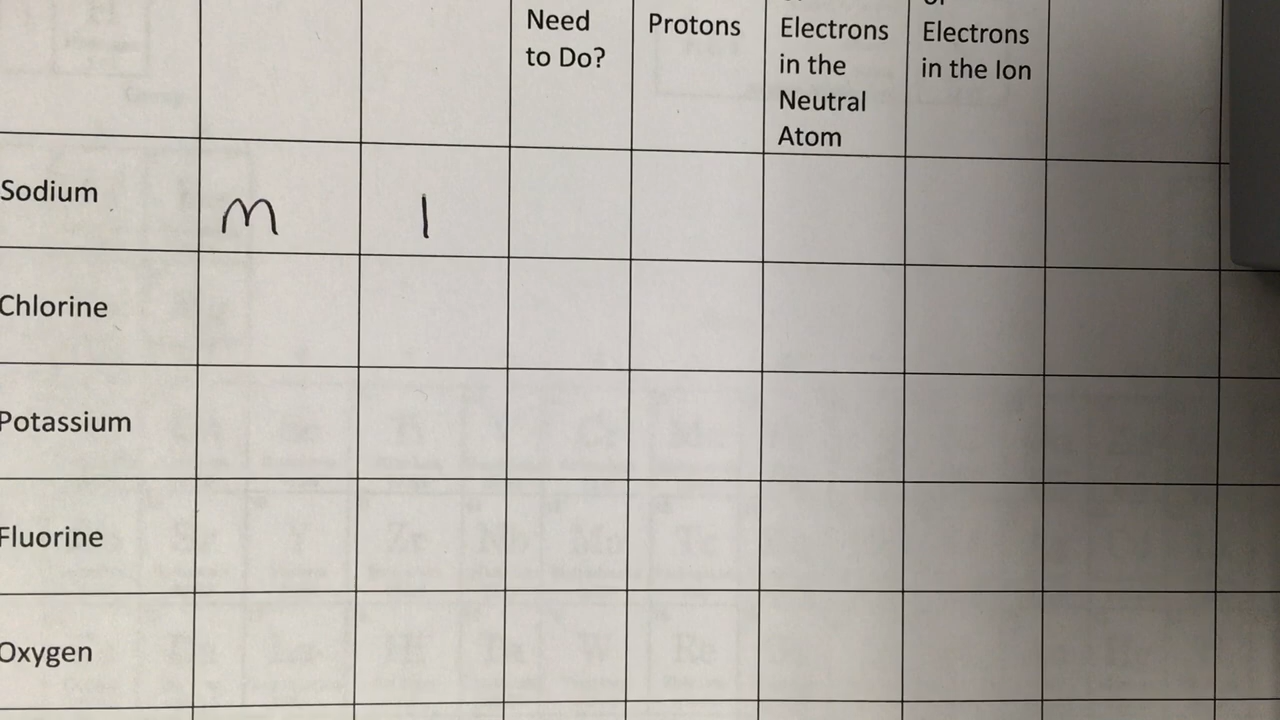 Need
to Do?
Protons
Electrons
in the
Neutral
Atom
Electrons
in the Ion
Sodium
M
1
Chlorine
Potassium
Fluorine
Oxygen